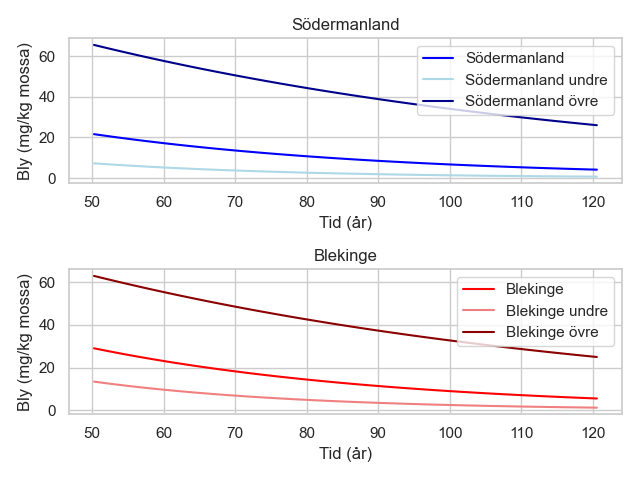 Södermanland
Bly (mg/kg mossa)
60
40
20
0
Södermanland
Södermanland undre
Södermanland övre
50 60 70 80 90 100 110 120
Tid (år)
Blekinge
Bly (mg/kg mossa)
60
40
20
0
Blekinge
Blekinge undre
Blekinge övre
50 60 70 80 90 100 110 120
Tid (år)